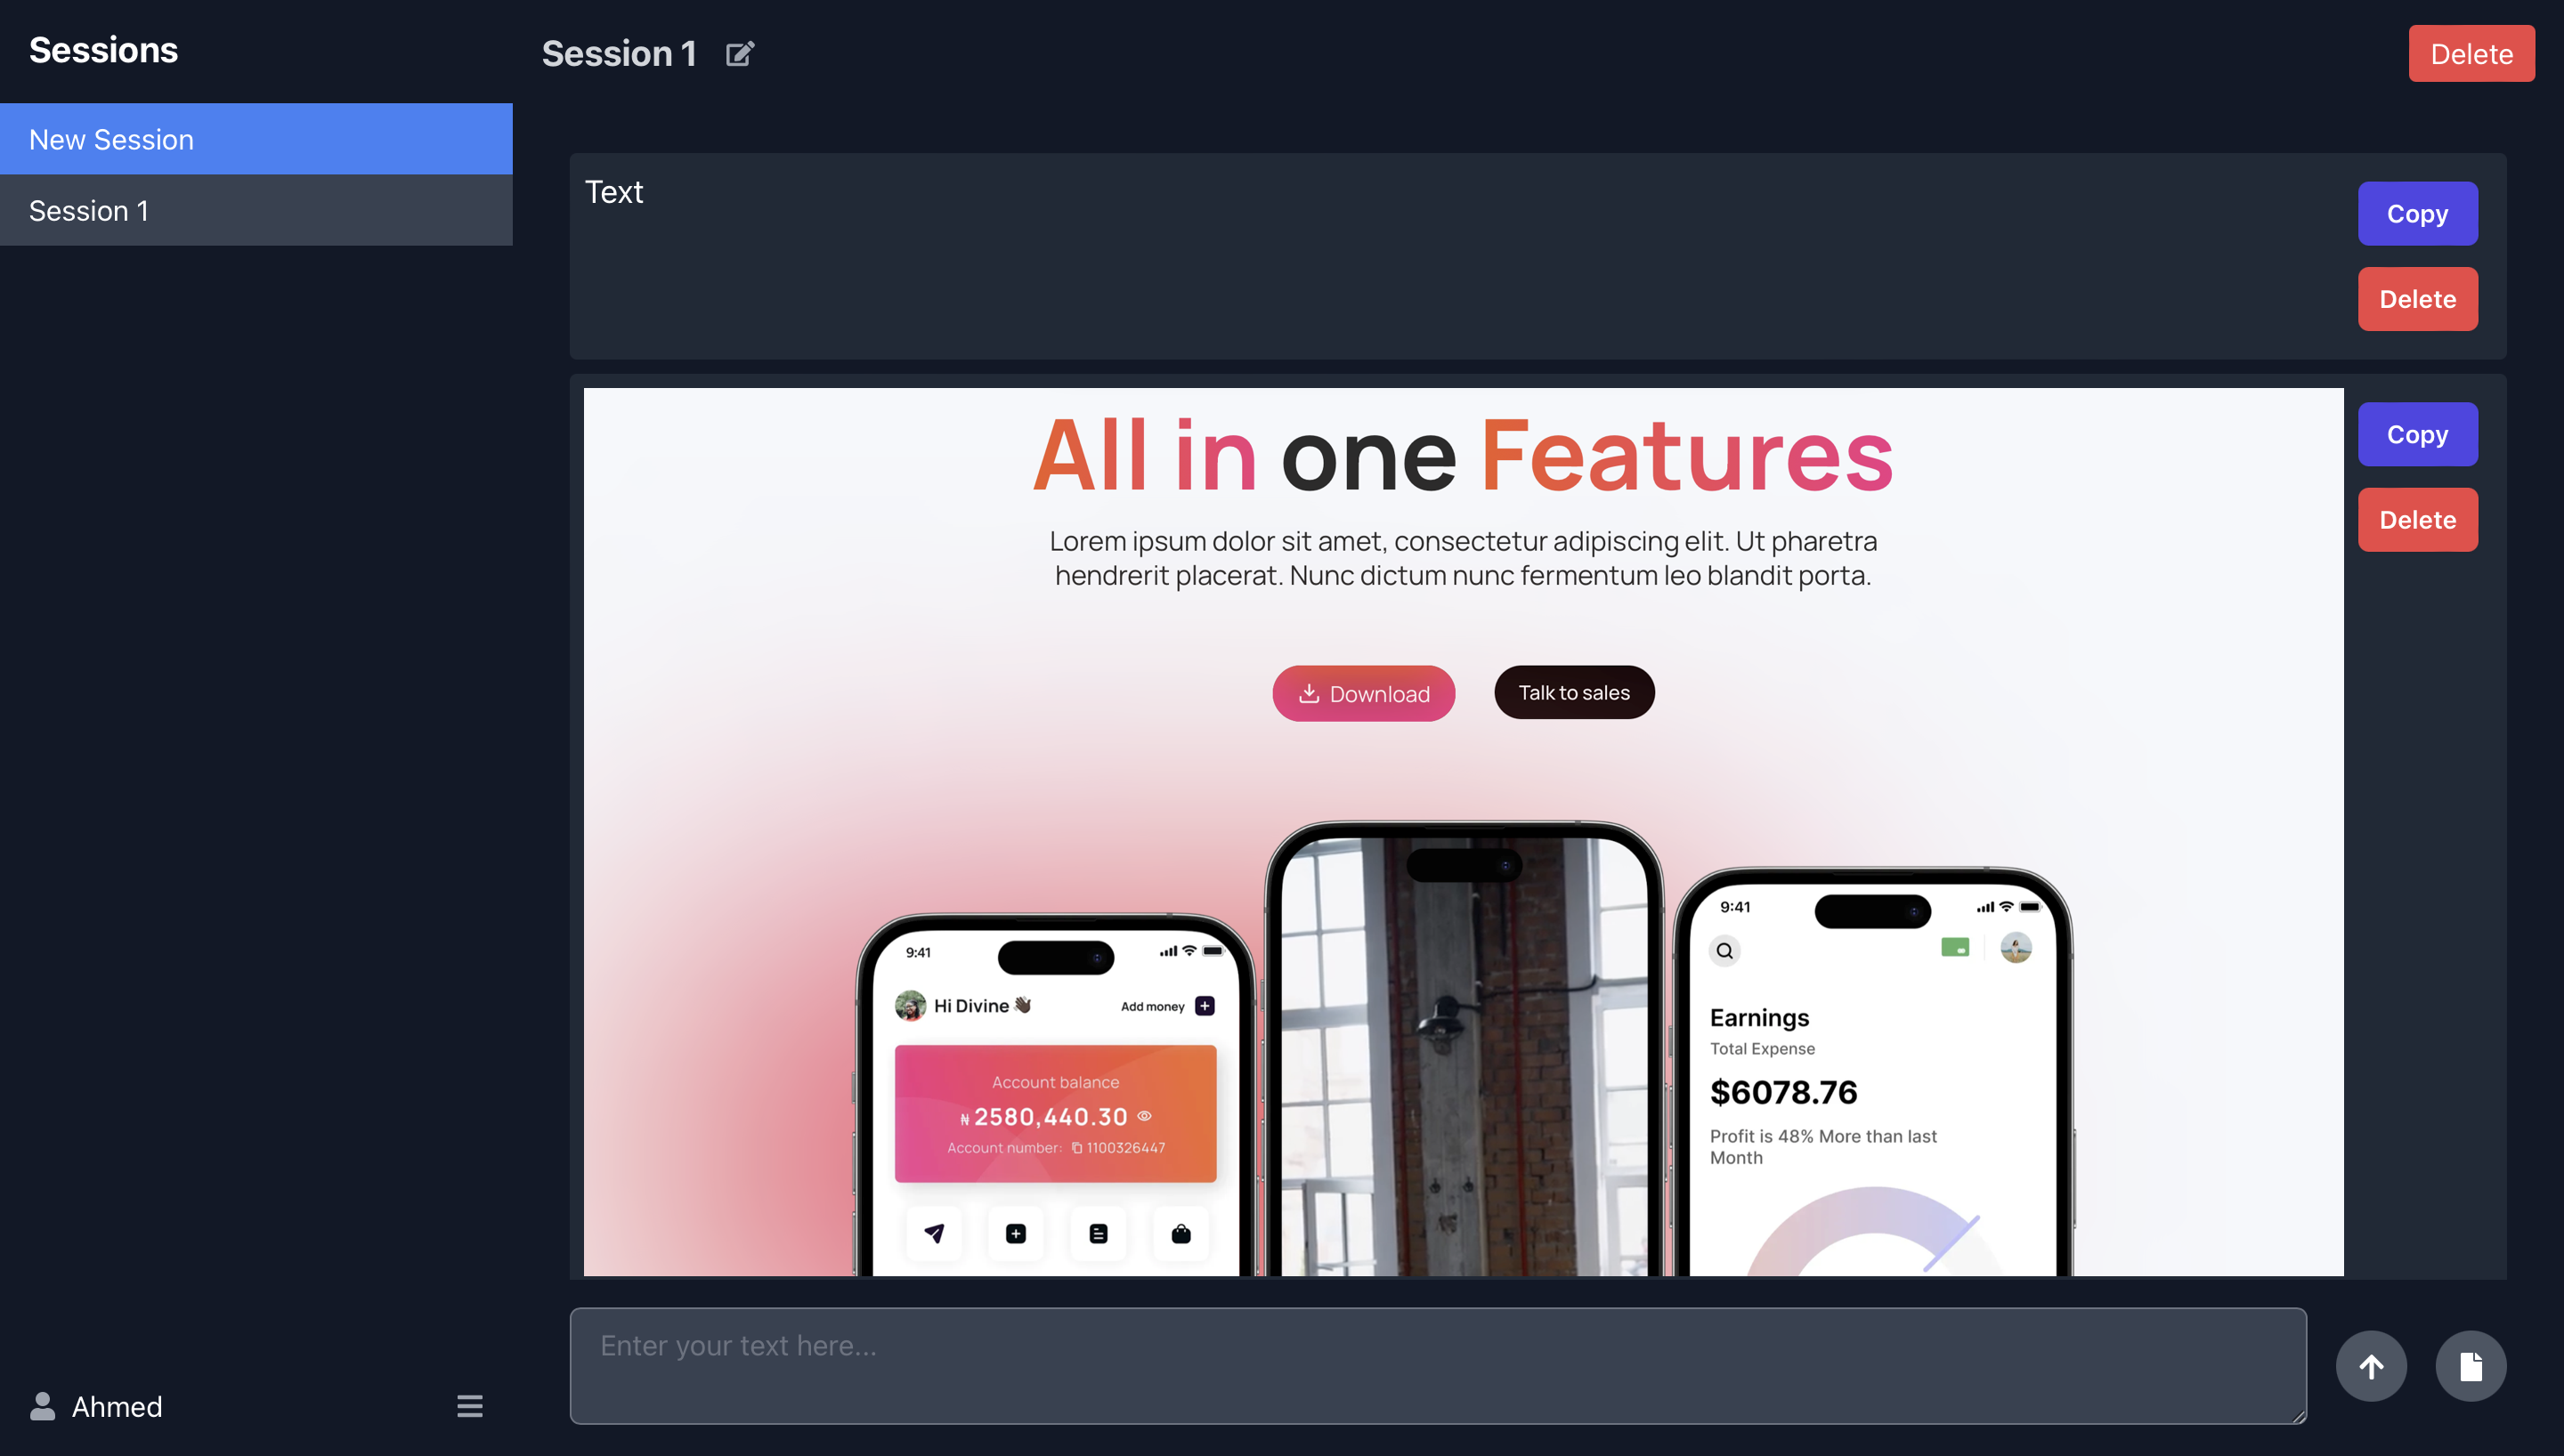 Sessions
New Session
Session 1
Ahmed
Session 1
Delete
Text
Copy
Delete
All in one Features
Lorem ipsum dolor sit amet, consectetur adipiscing elit. Ut pharetra
hendrerit placerat. Nunc dictum nunc fermentum leo blandit porta.
Download
Talk to sales
9:41
Hi Divine 👋🏿
Add money
Account balance
₦ 2580,440.30
Account number: 1100326447
9:41
Earnings
Total Expense
$6078.76
Profit is 48% More than last
Month
Copy
Delete
Enter your text here...